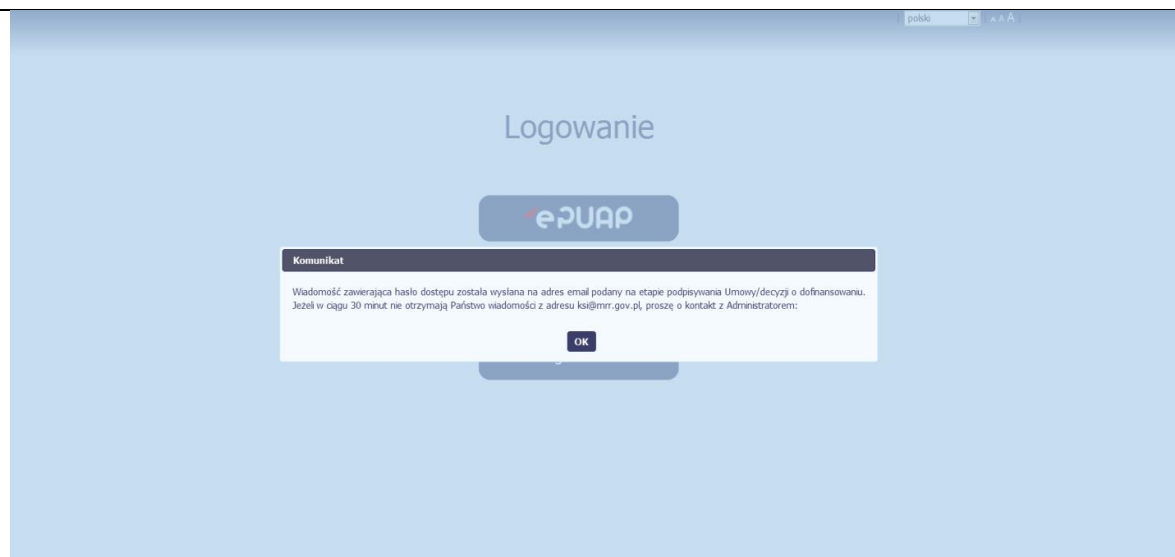 polski
A A A
Logowanie
ePUAP
Komunikat
Wiadomość zawierająca hasło dostępu została wysłana na adres email podany na etapie podpisywania Umowy/decyzji o dofinansowaniu.
Jeżeli w ciągu 30 minut nie otrzymają Państwo wiadomości z adresu ksi@mrr.gov.pl, proszę o kontakt z Administratorem:
OK